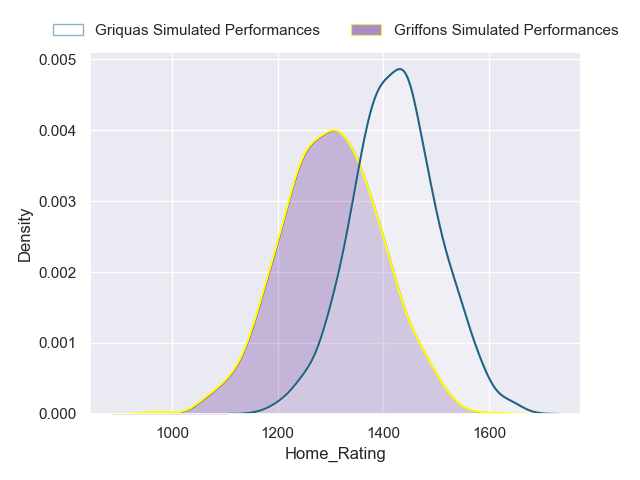 Griquas Simulated Performances Griffons Simulated Performances
0.005
0.004
0.003
0.002
0.001
0.000
Density
1000 1200 1400 1600
Home_Rating